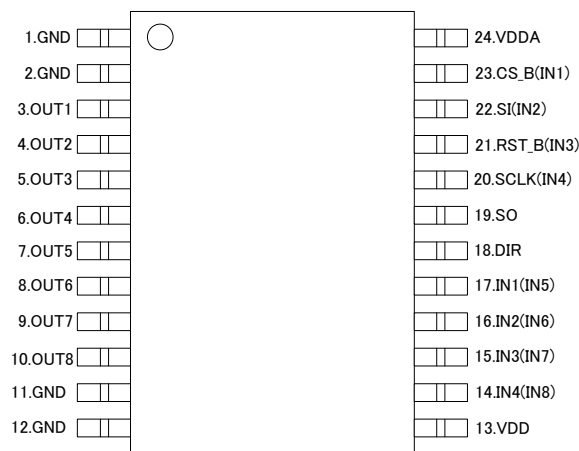 1.GND
2.GND
3.OUT1
4.OUT2
5.OUT3
6.OUT4
7.OUT5
8.OUT6
9.OUT7
10.OUT8
11.GND
12.GND
24.VDDA
23.CS_B(IN1)
22.SI(IN2)
21.RST_B(IN3)
20.SCLK(IN4)
19.SO
18.DIR
17.IN1(IN5)
16.IN2(IN6)
15.IN3(IN7)
14.IN4(IN8)
13.VDD